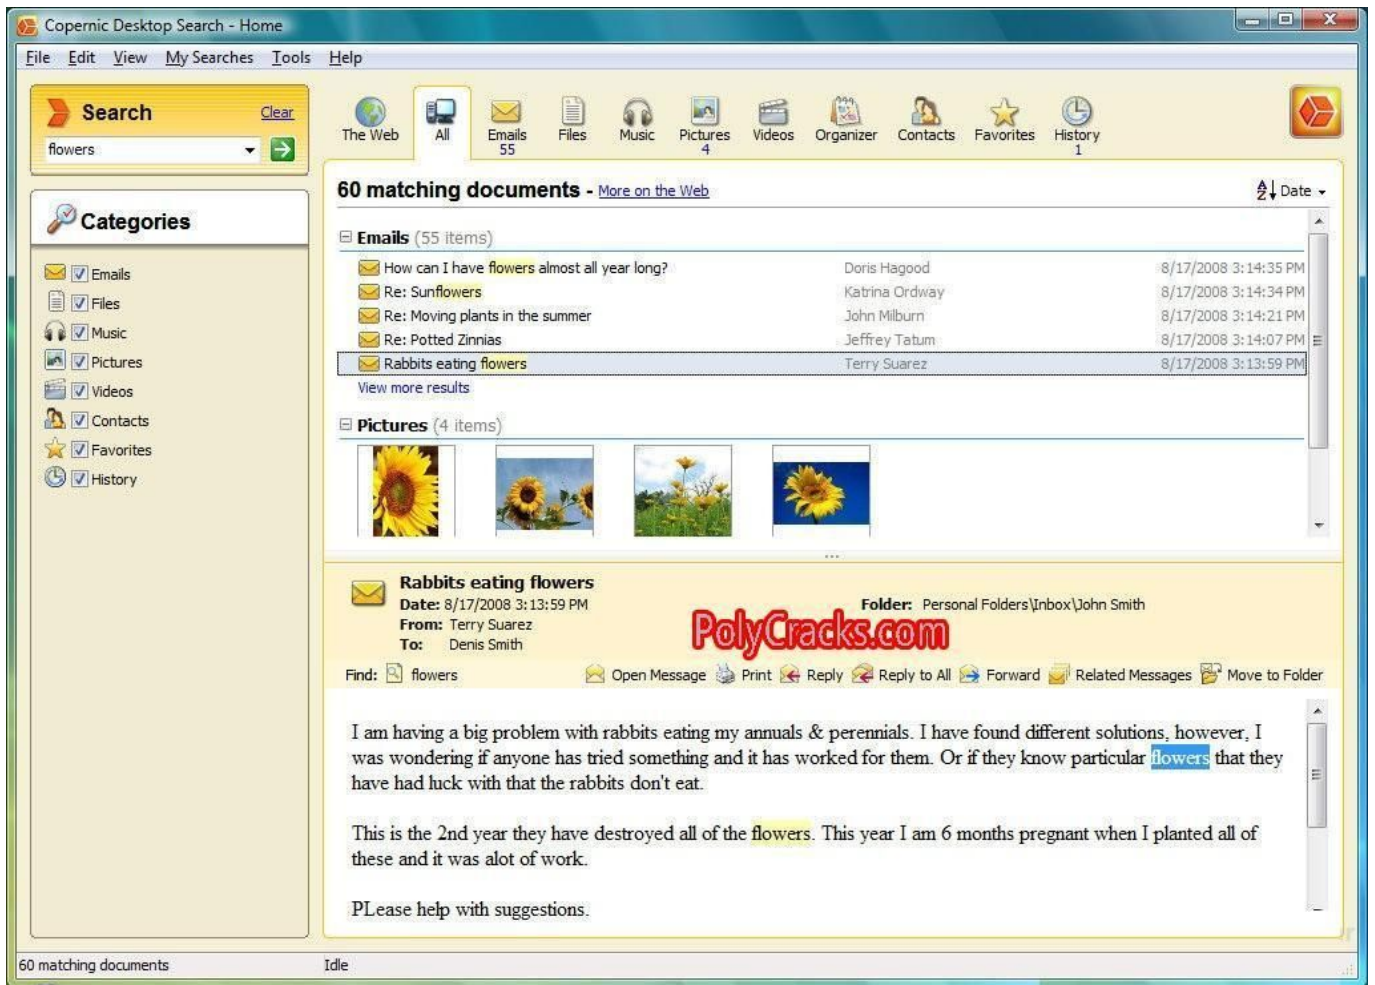 Copernic Desktop Search - Home
File Edit View My Searches Tools Help
Search Clear
flowers
The Web
All
Emails
55
Files
Music
Pictures
4
Videos
Organizer
Contacts
Favorites
History
1
Categories
Emails
Files
Music
Pictures
Videos
Contacts
Favorites
History
60 matching documents - More on the Web
AZ Date
Emails (55 items)
How can I have flowers almost all year long? Doris Hagood 8/17/2008 3:14:35 PM
Re: Sunflowers Katrina Ordway 8/17/2008 3:14:34 PM
Re: Moving plants in the summer John Milburn 8/17/2008 3:14:21 PM
Re: Potted Zinnias Jeffrey Tatum 8/17/2008 3:14:07 PM
Rabbits eating flowers Terry Suarez 8/17/2008 3:13:59 PM
View more results
Pictures (4 items)
Rabbits eating flowers
Date: 8/17/2008 3:13:59 PM Folder: Personal Folders\Inbox\John Smith
From: Terry Suarez
To: Denis Smith
PolyCracks.com
Find: flowers Open Message Print Reply Reply to All Forward Related Messages Move to Folder
I am having a big problem with rabbits eating my annuals & perennials. I have found different solutions, however, I
was wondering if anyone has tried something and it has worked for them. Or if they know particular flowers that they
have had luck with that the rabbits don't eat.
This is the 2nd year they have destroyed all of the flowers. This year I am 6 months pregnant when I planted all of
these and it was alot of work.
PLease help with suggestions.
60 matching documents Idle